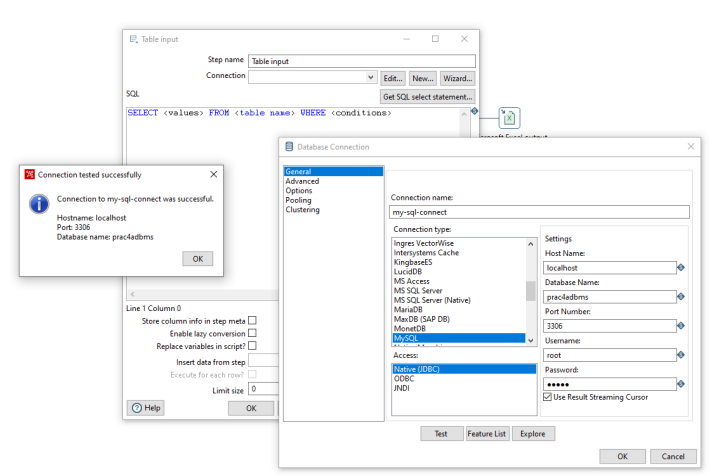 Table input
Step name
Table input
Connection
Edit...
New...
Wizard...
SQL
Get SQL select statement...
SELECT <values> FROM <table name> WHERE <conditions>
Line 1 Column 0
Store column info in step meta
Enable lazy conversion
Replace variables in script?
Insert data from step
Execute for each row?
Limit size
0
Help
OK
Connection tested successfully
Connection to my-sql-connect was successful.
Hostname: localhost
Port: 3306
Database name: prac4adbms
OK
Database Connection
General
Advanced
Options
Pooling
Clustering
Connection name:
my-sql-connect
Connection type:
Ingres VectorWise
Intersystems Cache
KingbaseES
LucidDB
MS Access
MS SQL Server
MS SQL Server (Native)
MariaDB
MaxDB (SAP DB)
MonetDB
MySQL
Access:
Native (JDBC)
ODBC
JNDI
Settings
Host Name:
localhost
Database Name:
prac4adbms
Port Number:
3306
Username:
root
Password:
Use Result Streaming Cursor
Test
Feature List
Explore
OK
Cancel